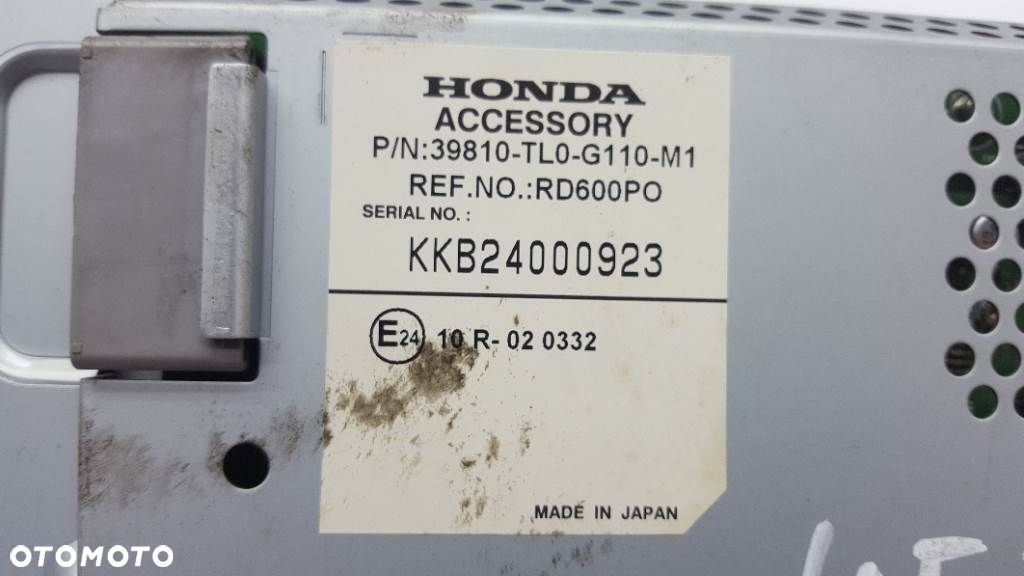 HONDA
ACCESSORY
P/N:39810-TL0-G110-M1
REF.NO.:RD600PO
SERIAL NO. :
KKB24000923
E24 10 R- 02 0332
MADE IN JAPAN
OTOMOTO